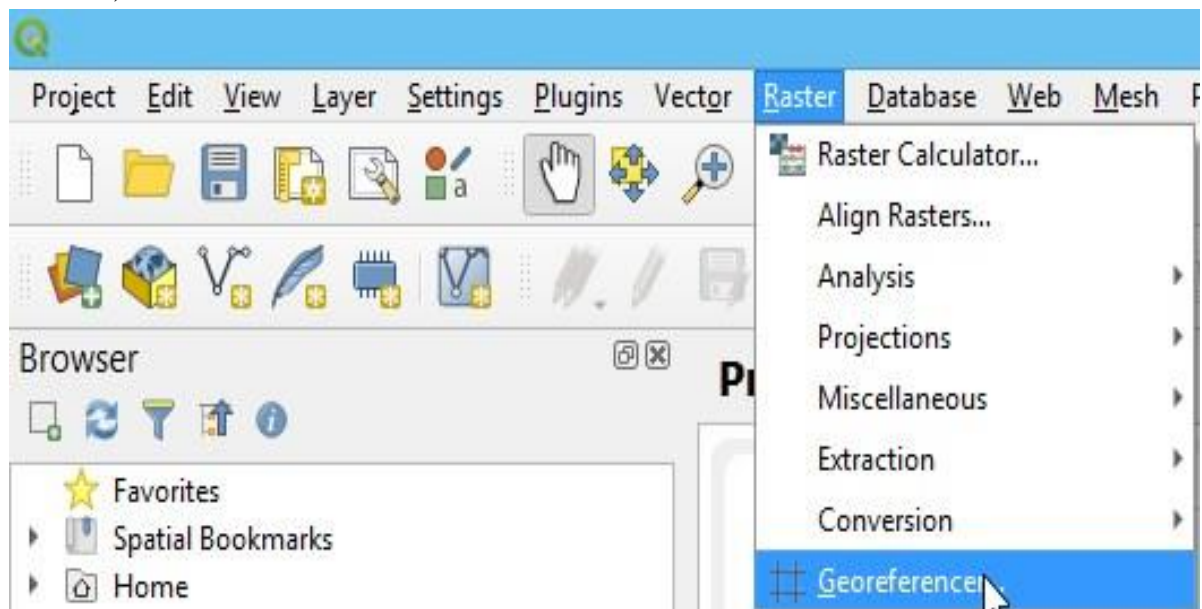 Project Edit View Layer Settings Plugins Vector Raster Database Web Mesh
Raster Calculator...
Align Rasters...
a
Analysis
Projections
Browser
Miscellaneous
Extraction
Favorites
Spatial Bookmarks
Conversion
Home
Georeferencer...